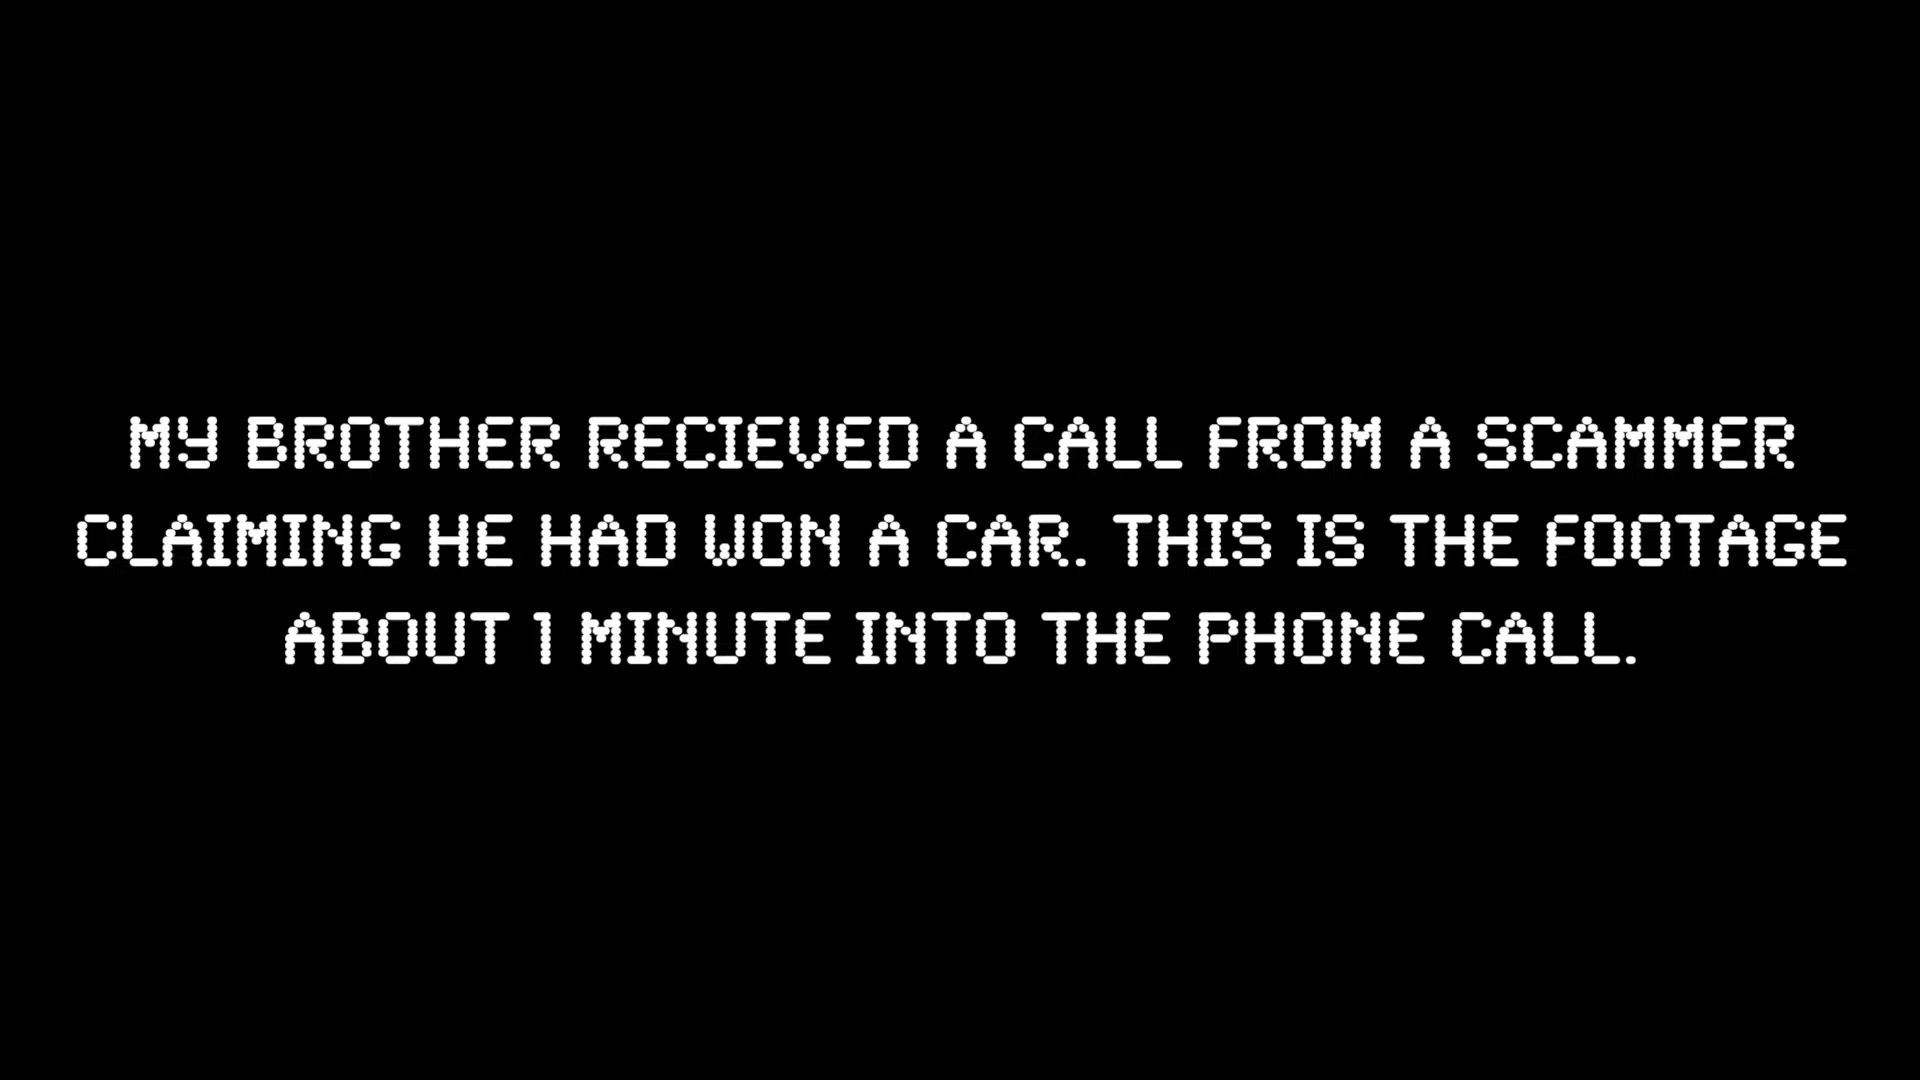 MY BROTHER RECIEVED A CALL FROM A SCAMMER
CLAIMING HE HAD WON A CAR. THIS IS THE FOOTAGE
ABOUT 1 MINUTE INTO THE PHONE CALL.